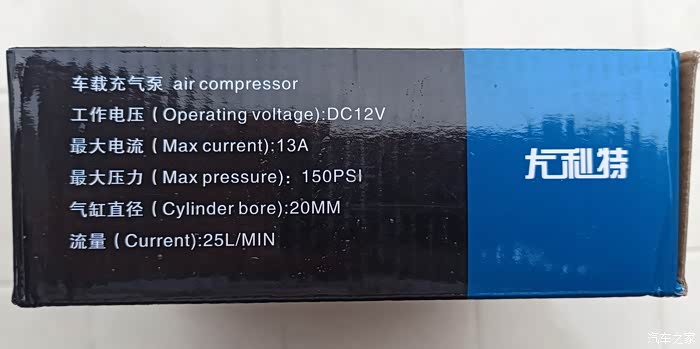 车载充气泵 air compressor
工作电压(Operating voltage):DC12V
最大电流(Max current):13A
最大压力(Max pressure):150PSI
气缸直径(Cylinder bore):20MM
流量(Current):25L/MIN
尤利特
汽车之家